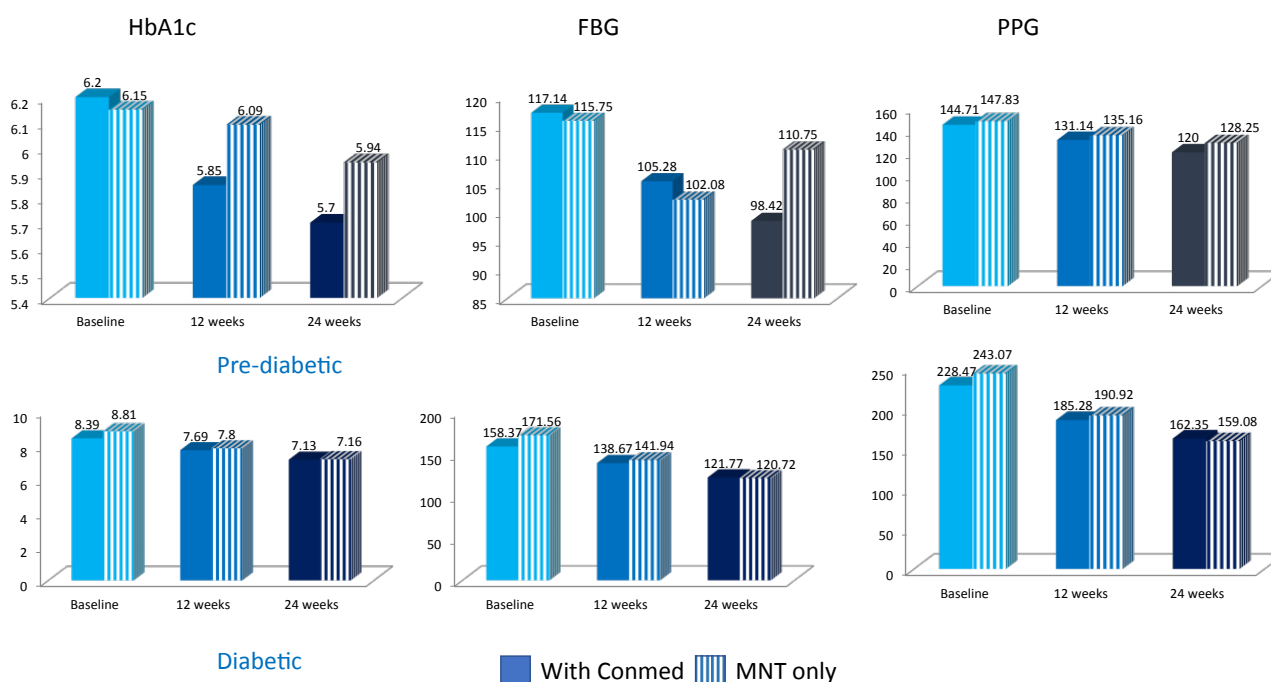 HbA1c FBG PPG
6.2 6.15 5.85 6.09 5.7 5.94
6.2
6.1
6
5.9
5.8
5.7
5.6
5.5
5.4
Baseline 12 weeks 24 weeks
117.14 115.75 105.28 102.08 98.42 110.75
120
115
110
105
100
95
90
85
Baseline 12 weeks 24 weeks
144.71 147.83 131.14 135.16 120 128.25
160
140
120
100
80
60
40
20
0
Baseline 12 weeks 24 weeks
Pre-diabetic
8.39 8.81 7.69 7.8 7.13 7.16
10
8
6
4
2
0
Baseline 12 weeks 24 weeks
158.37 171.56 138.67 141.94 121.77 120.72
200
150
100
50
0
Baseline 12 weeks 24 weeks
228.47 243.07 185.28 190.92 162.35 159.08
250
200
150
100
50
0
Baseline 12 weeks 24 weeks
Diabetic
With Conmed MNT only